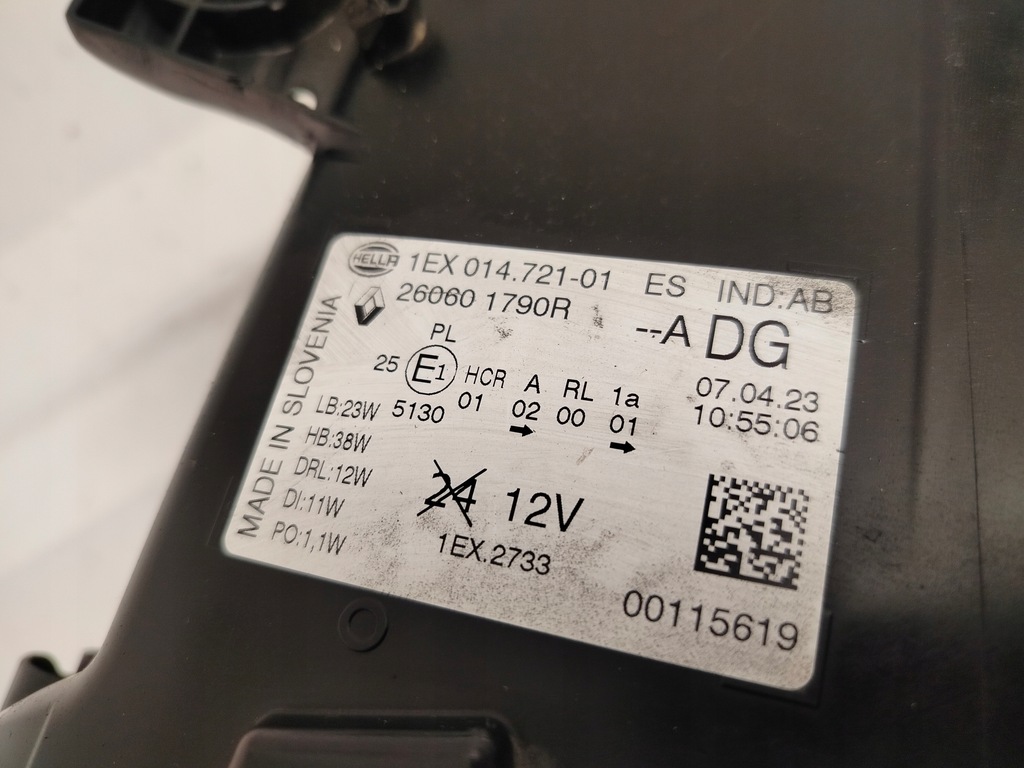 HELLA 1EX 014.721-01 ES IND:AB
26060 1790R --A DG
MADE IN SLOVENIA
PL
25 E1 HCR A RL 1a 07.04.23
5130 01 02 00 01 10:55:06
LB:23W
HB:38W
DRL:12W
DI:11W
PO:1,1W
24 12V
1EX.2733
00115619